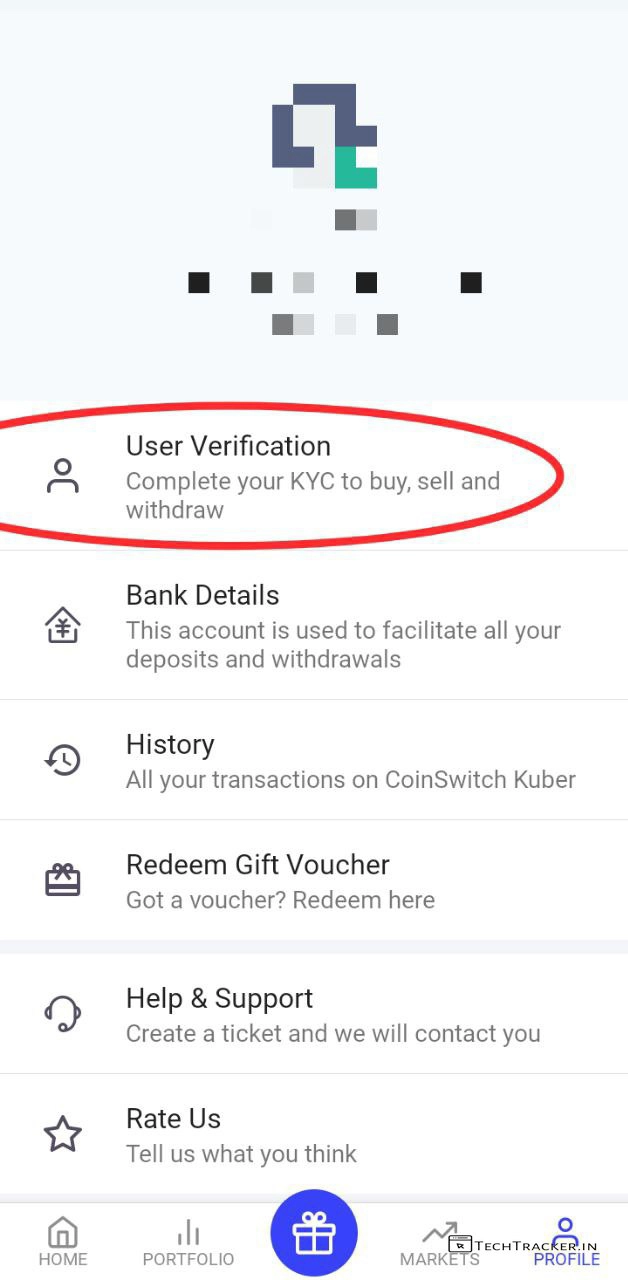 User Verification
Complete your KYC to buy, sell and
withdraw
Bank Details
This account is used to facilitate all your
deposits and withdrawals
History
All your transactions on CoinSwitch Kuber
Redeem Gift Voucher
Got a voucher? Redeem here
Help & Support
Create a ticket and we will contact you
Rate Us
Tell us what you think
HOME
PORTFOLIO
MARKETS
TECHTRACKER.IN
PROFILE